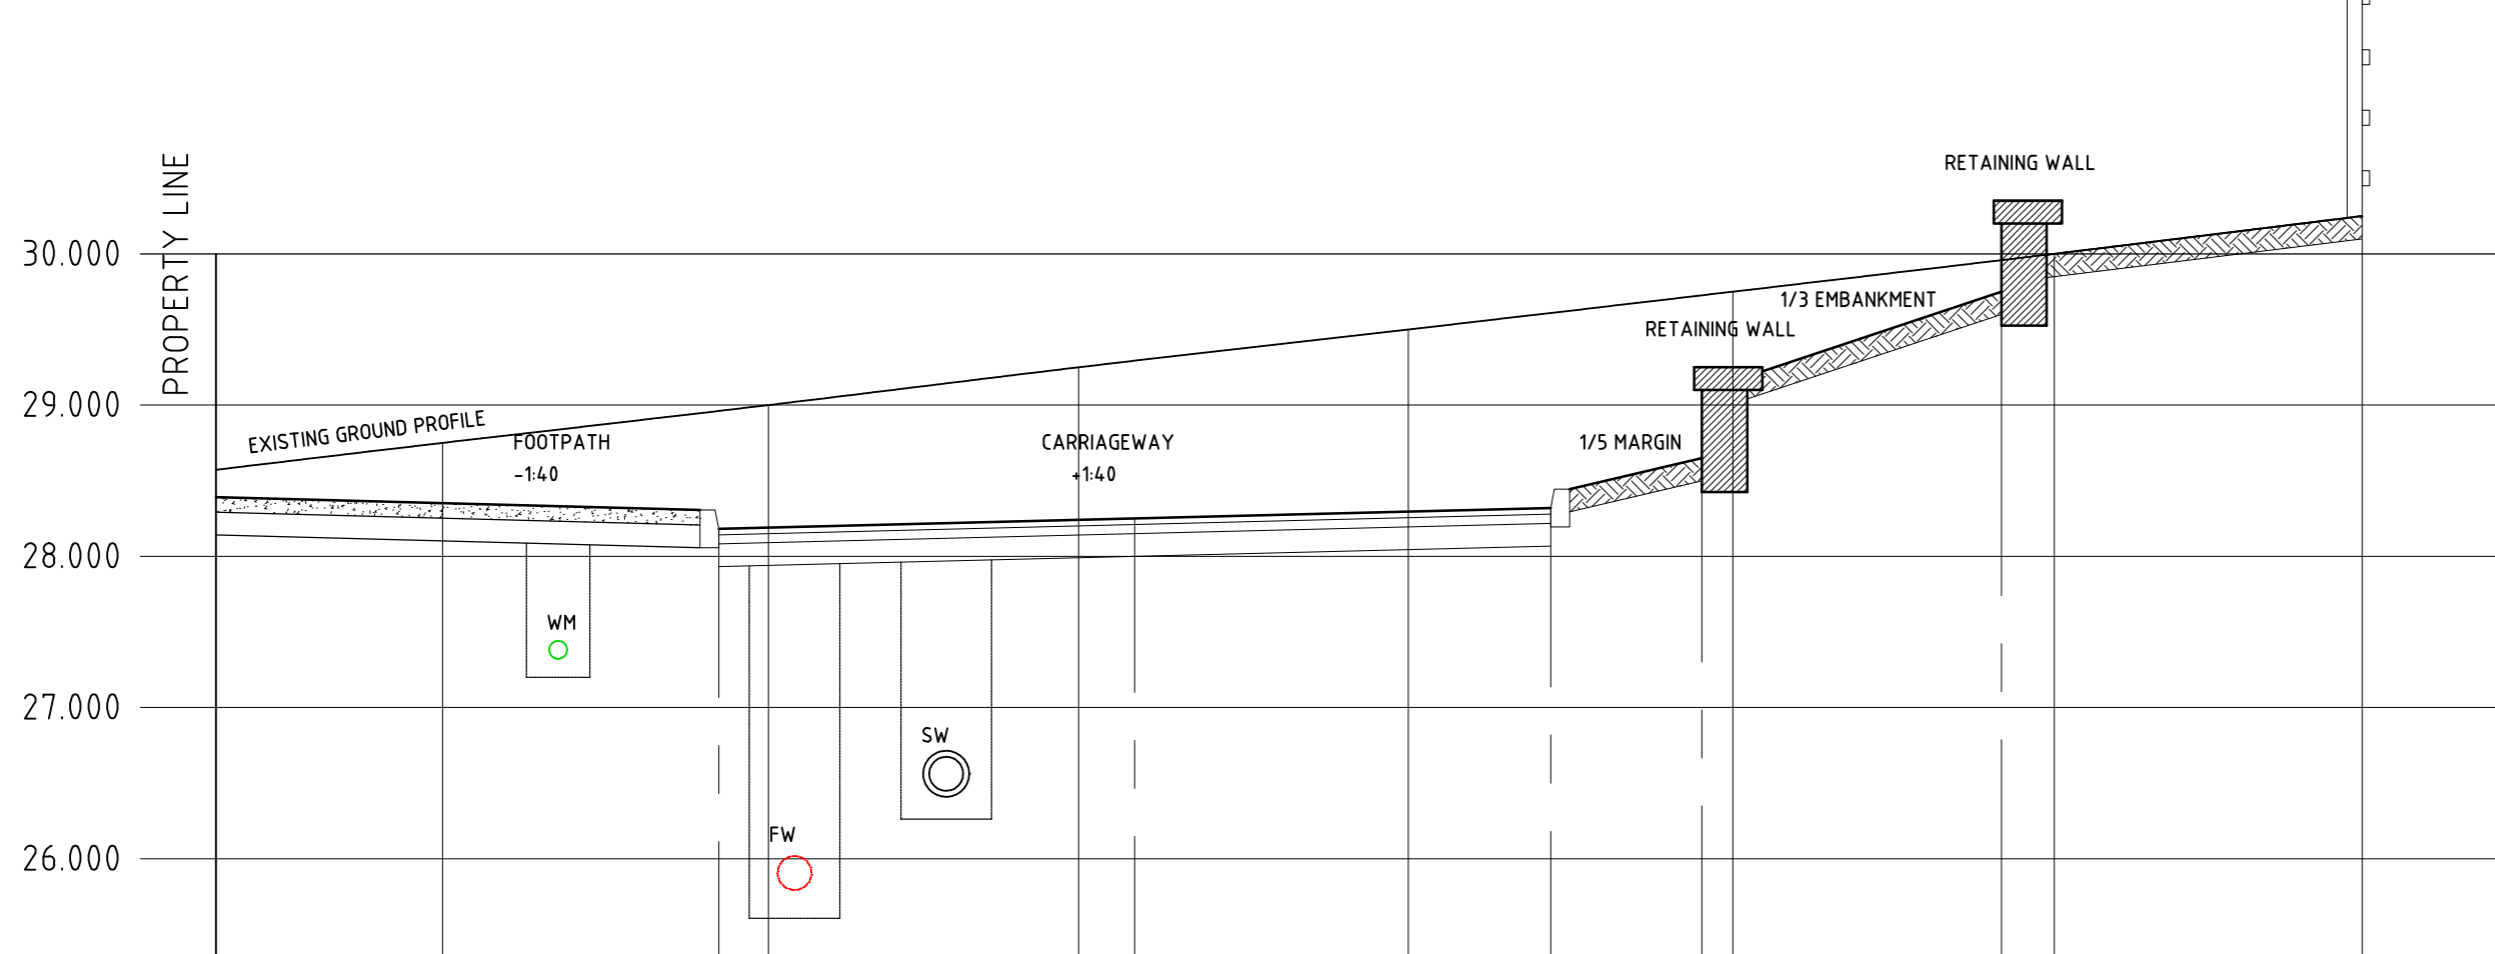 PROPERTY LINE
RETAINING WALL
30.000
1/3 EMBANKMENT
RETAINING WALL
29.000
EXISTING GROUND PROFILE
FOOTPATH
-1:40
CARRIAGEWAY
+1:40
1/5 MARGIN
28.000
WM
27.000
SW
FW
26.000